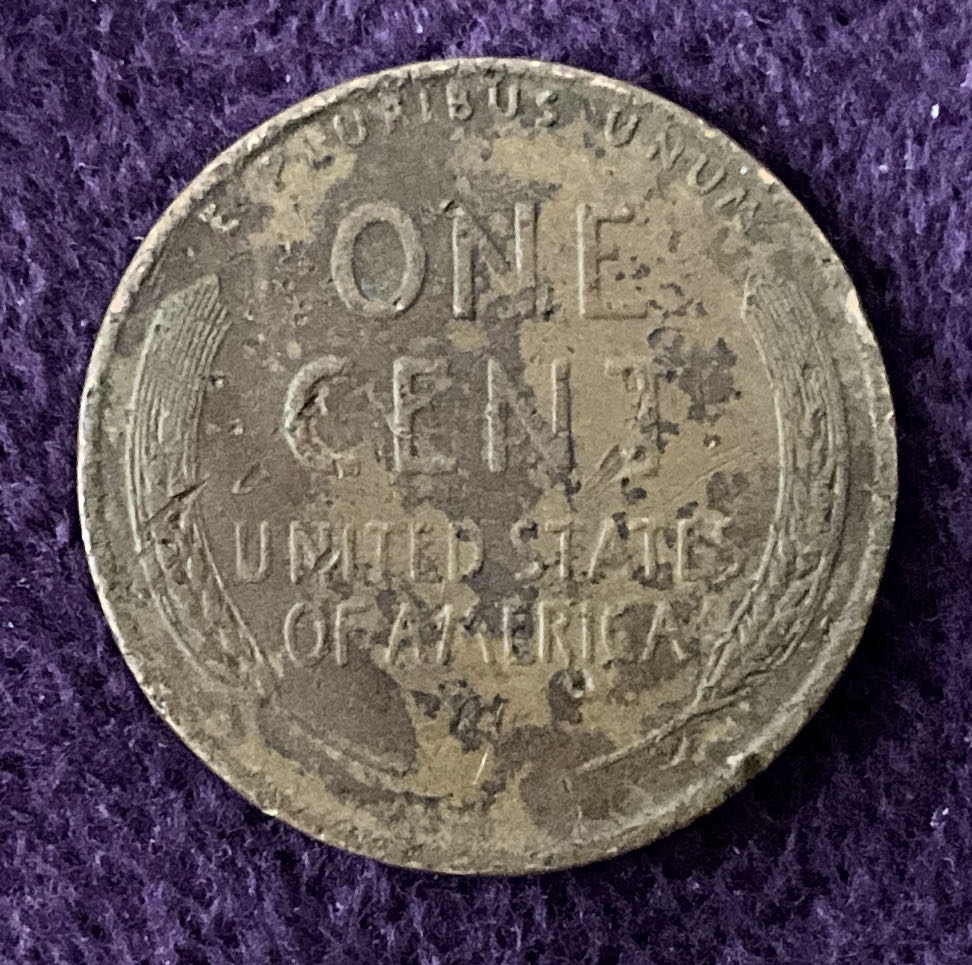 E PLURIBUS UNUM
ONE
CENT
UNITED STATES
OF AMERICA